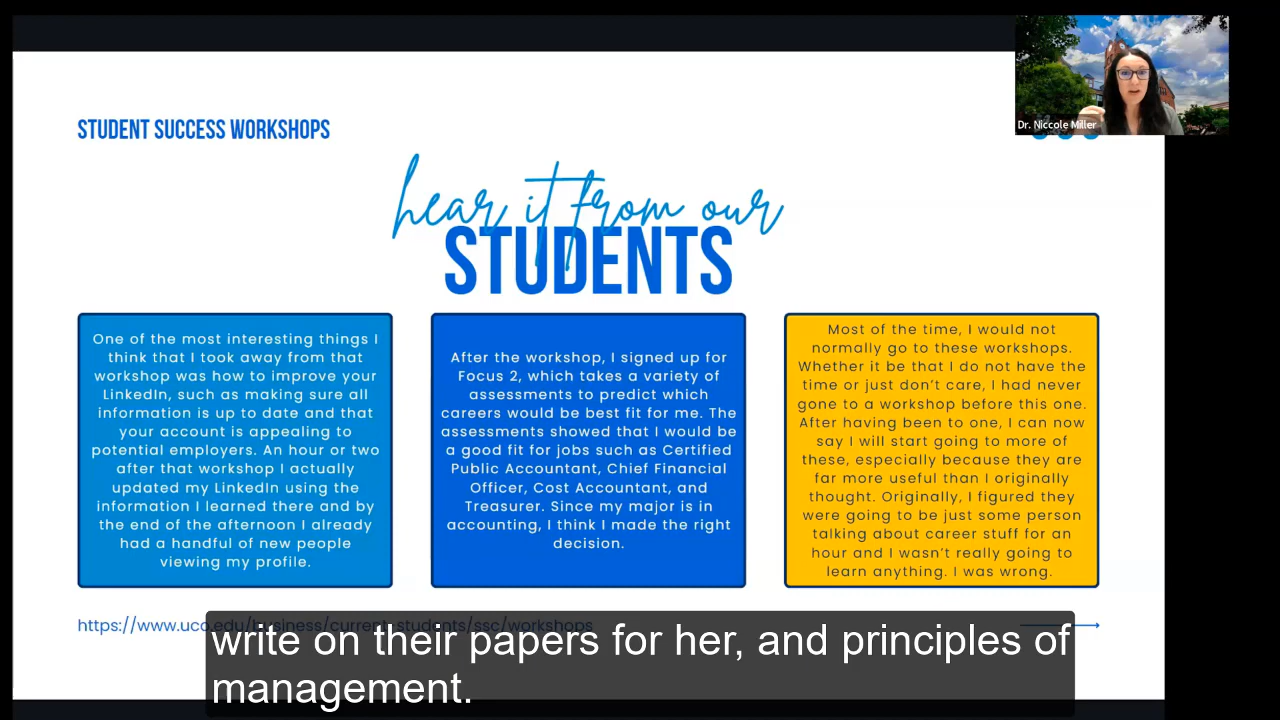 Dr. Niccole Miller
STUDENT SUCCESS WORKSHOPS
hear it from our
STUDENTS
One of the most interesting things I
think that I took away from that
workshop was how to improve your
LinkedIn, such as making sure all
information is up to date and that
your account is appealing to
potential employers. An hour or two
after that workshop I actually
updated my LinkedIn using the
information I learned there and by
the end of the afternoon I already
had a handful of new people
viewing my profile.
After the workshop, I signed up for
Focus 2, which takes a variety of
assessments to predict which
careers would be best fit for me. The
assessments showed that I would be
a good fit for jobs such as Certified
Public Accountant, Chief Financial
Officer, Cost Accountant, and
Treasurer. Since my major is in
accounting, I think I made the right
decision.
Most of the time, I would not
normally go to these workshops.
Whether it be that I do not have the
time or just don't care, I had never
gone to a workshop before this one.
After having been to one, I can now
say I will start going to more of
these, especially because they are
far more useful than I originally
thought. Originally, I figured they
were going to be just some person
talking about career stuff for an
hour and I wasn't really going to
learn anything. I was wrong.
https://www.uco.edu/business/current_students/ssc/workshops
write on their papers for her, and principles of
management.